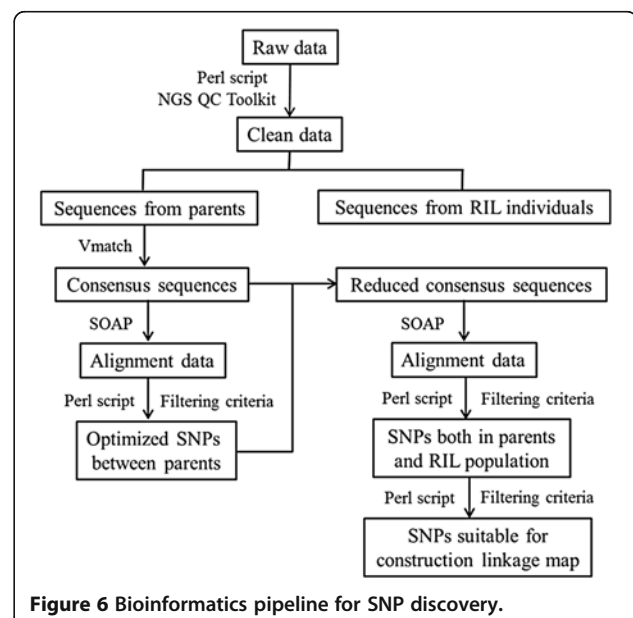 Raw data
Perl script
NGS QC Toolkit
Clean data
Sequences from parents
Sequences from RIL individuals
Vmatch
Consensus sequences
Reduced consensus sequences
SOAP
SOAP
Alignment data
Alignment data
Perl script
Filtering criteria
Perl script
Filtering criteria
Optimized SNPs
between parents
SNPs both in parents
and RIL population
Perl script
Filtering criteria
SNPs suitable for
construction linkage map
Figure 6 Bioinformatics pipeline for SNP discovery.